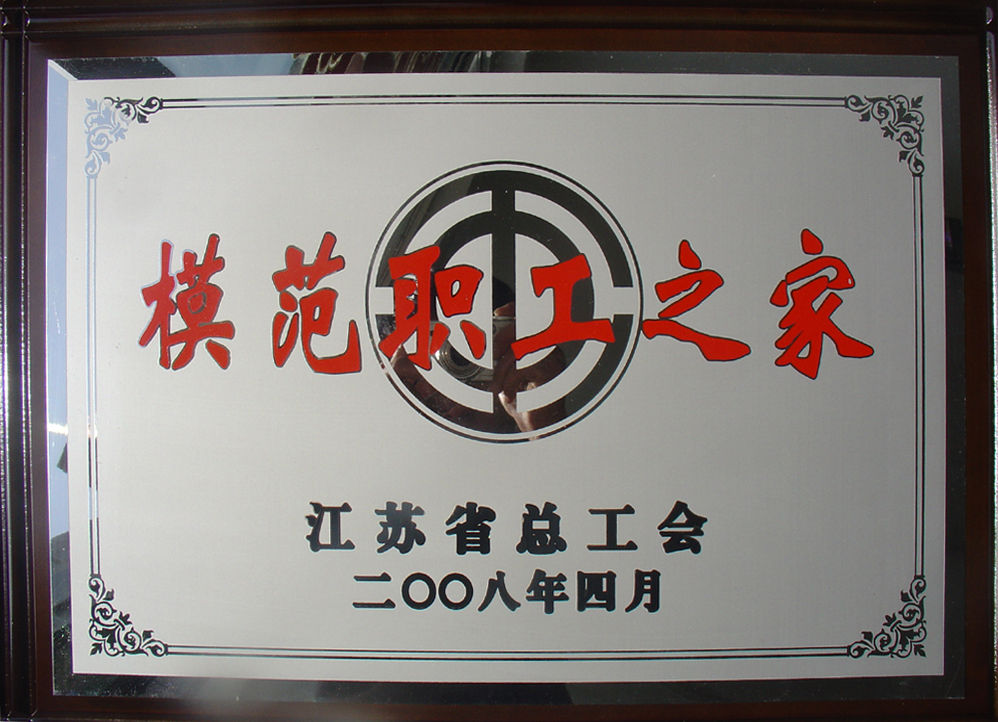 模范职工之家
江苏省总工会
二〇〇八年四月